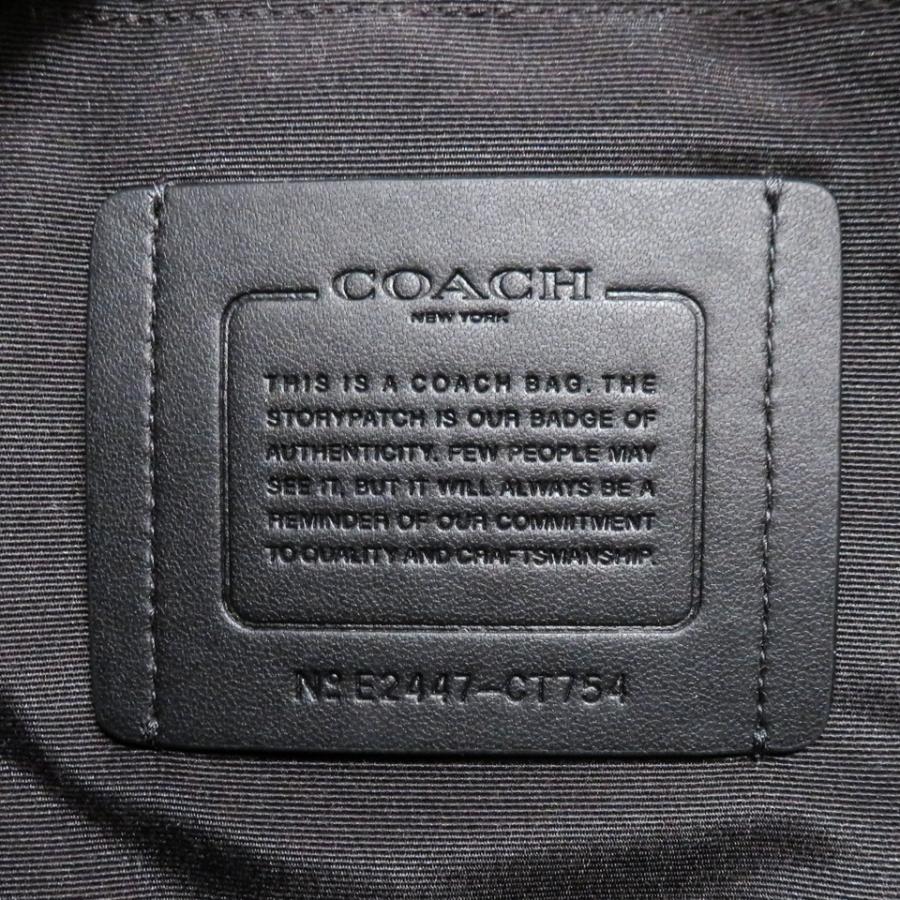 COACH
NEW YORK
THIS IS A COACH BAG. THE
STORYPATCH IS OUR BADGE OF
AUTHENTICITY. FEW PEOPLE MAY
SEE IT, BUT IT WILL ALWAYS BE A
REMINDER OF OUR COMMITMENT
TO QUALITY AND CRAFTSMANSHIP.
Nº E2447-CT754